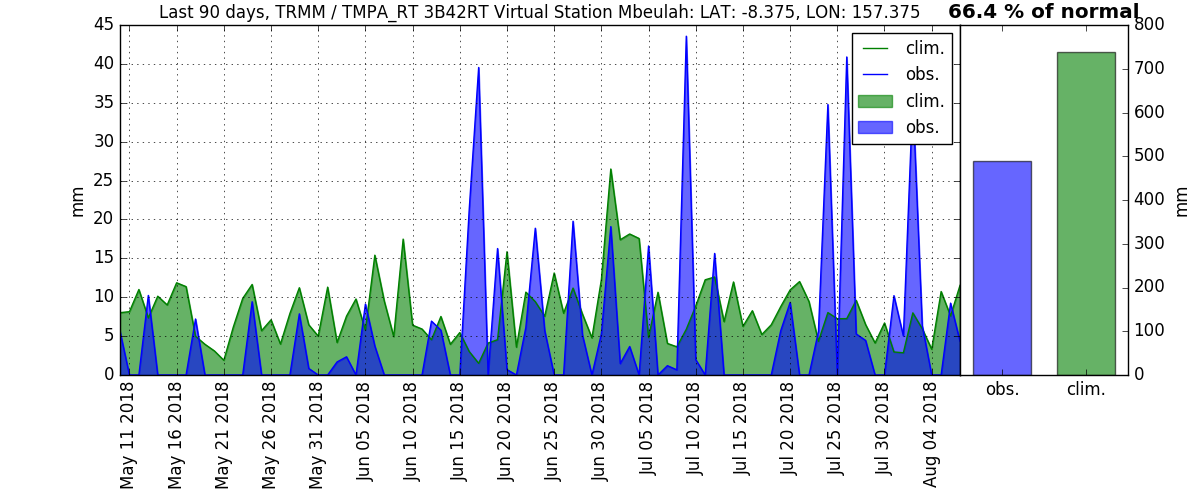 Last 90 days, TRMM / TMPA_RT 3B42RT Virtual Station Mbeulah: LAT: -8.375, LON: 157.375
66.4 % of normal
45
40
35
30
25
20
15
10
5
0
mm
clim.
obs.
clim.
obs.
May 11 2018
May 16 2018
May 21 2018
May 26 2018
May 31 2018
Jun 05 2018
Jun 10 2018
Jun 15 2018
Jun 20 2018
Jun 25 2018
Jun 30 2018
Jul 05 2018
Jul 10 2018
Jul 15 2018
Jul 20 2018
Jul 25 2018
Jul 30 2018
Aug 04 2018
800
700
600
500
400
300
200
100
0
mm
obs.
clim.